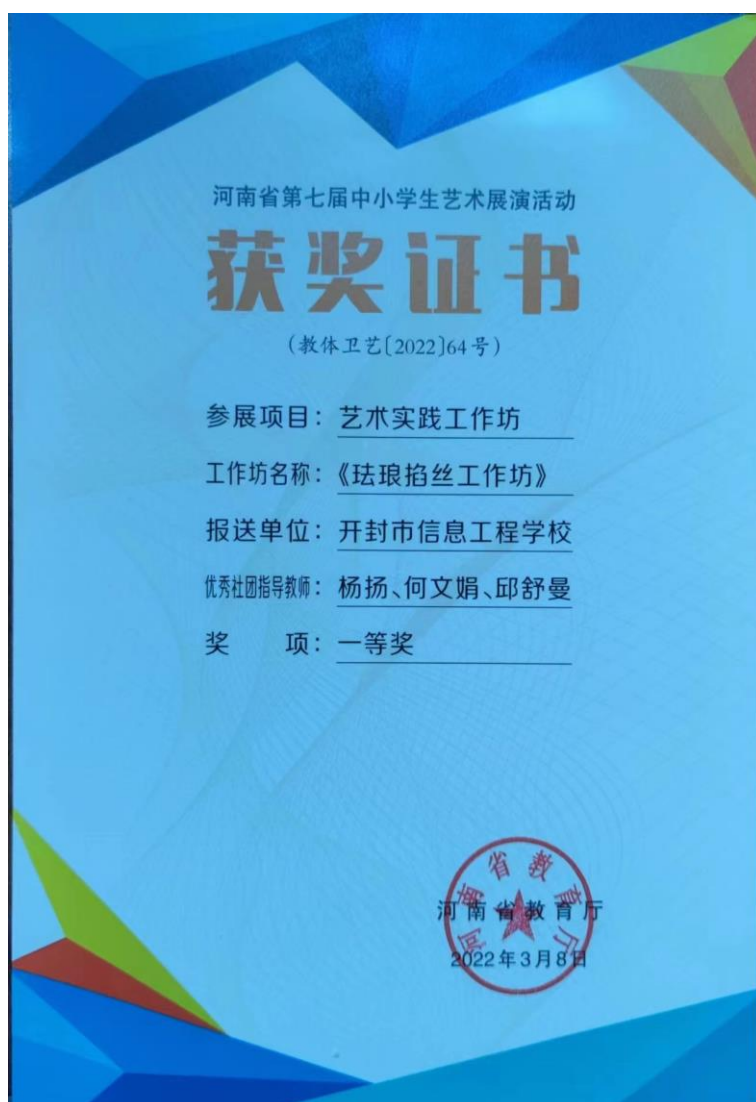 河南省第七届中小学生艺术展演活动
获奖证书
(教体卫艺[2022]64号)
参展项目：艺术实践工作坊
工作坊名称：《珐琅掐丝工作坊》
报送单位：开封市信息工程学校
优秀社团指导教师：杨扬、何文娟、邱舒曼
奖 项：一等奖
河南省教育厅
河南省教育厅
2022年3月8日